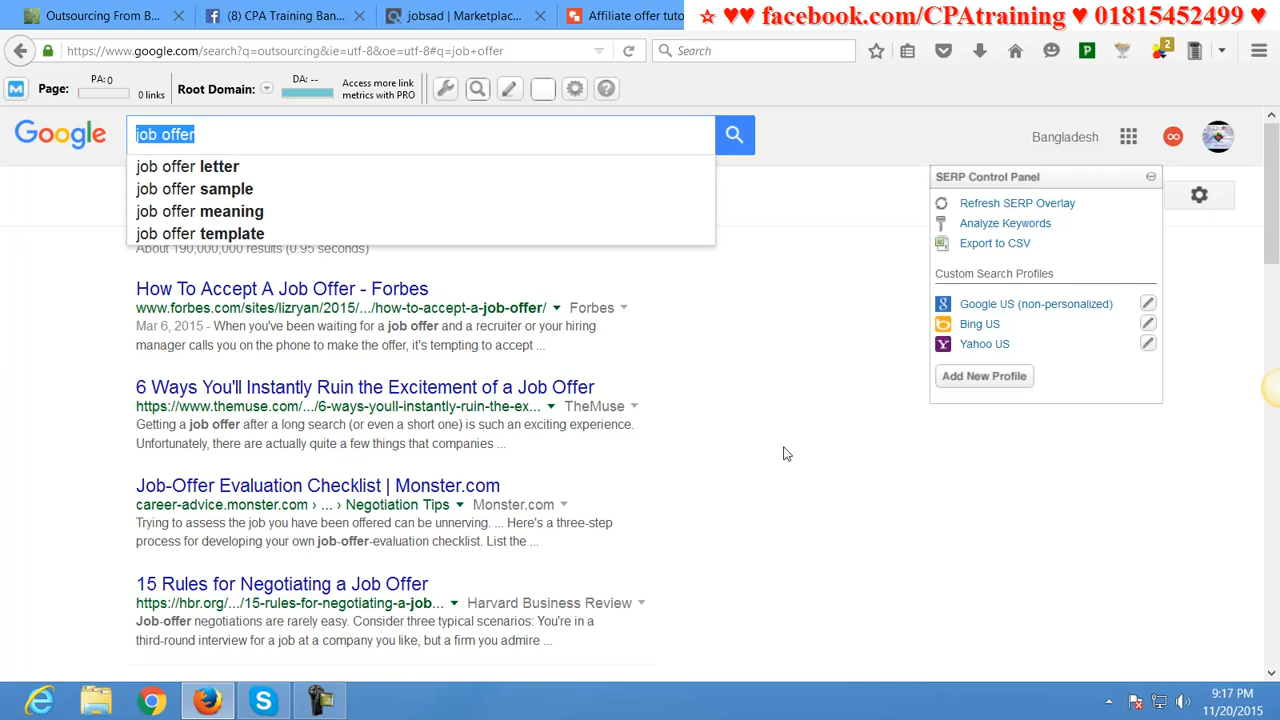 Outsourcing From BD...
(8) CPA Training Ban...
jobsad | Marketplac...
Affiliate offer tuto
☆ ♥♥ facebook.com/CPAtraining ♥ 01815452499 ♥
https://www.google.com/search?q=outsourcing&ie=utf-8&oe=utf-8#q=job+offer
Search
2
Page:
PA: 0
0 links
Root Domain:
DA: --
Access more link
metrics with PRO
Google
job offer
Bangladesh
job offer letter
job offer sample
job offer meaning
job offer template
About 190,000,000 results (0.95 seconds)
SERP Control Panel
Refresh SERP Overlay
Analyze Keywords
Export to CSV
Custom Search Profiles
Google US (non-personalized)
Bing US
Yahoo US
Add New Profile
How To Accept A Job Offer - Forbes
www.forbes.com/sites/lizryan/2015/.../how-to-accept-a-job-offer/ Forbes
Mar 6, 2015 - When you've been waiting for a job offer and a recruiter or your hiring
manager calls you on the phone to make the offer, it's tempting to accept ...
6 Ways You'll Instantly Ruin the Excitement of a Job Offer
https://www.themuse.com/.../6-ways-youll-instantly-ruin-the-ex... TheMuse
Getting a job offer after a long search (or even a short one) is such an exciting experience.
Unfortunately, there are actually quite a few things that companies ...
Job-Offer Evaluation Checklist | Monster.com
career-advice.monster.com › ... › Negotiation Tips Monster.com
Trying to assess the job you have been offered can be unnerving. ... Here's a three-step
process for developing your own job-offer-evaluation checklist. List the ...
15 Rules for Negotiating a Job Offer
https://hbr.org/.../15-rules-for-negotiating-a-job... Harvard Business Review
Job-offer negotiations are rarely easy. Consider three typical scenarios: You're in a
third-round interview for a job at a company you like, but a firm you admire ...
9:17 PM
11/20/2015